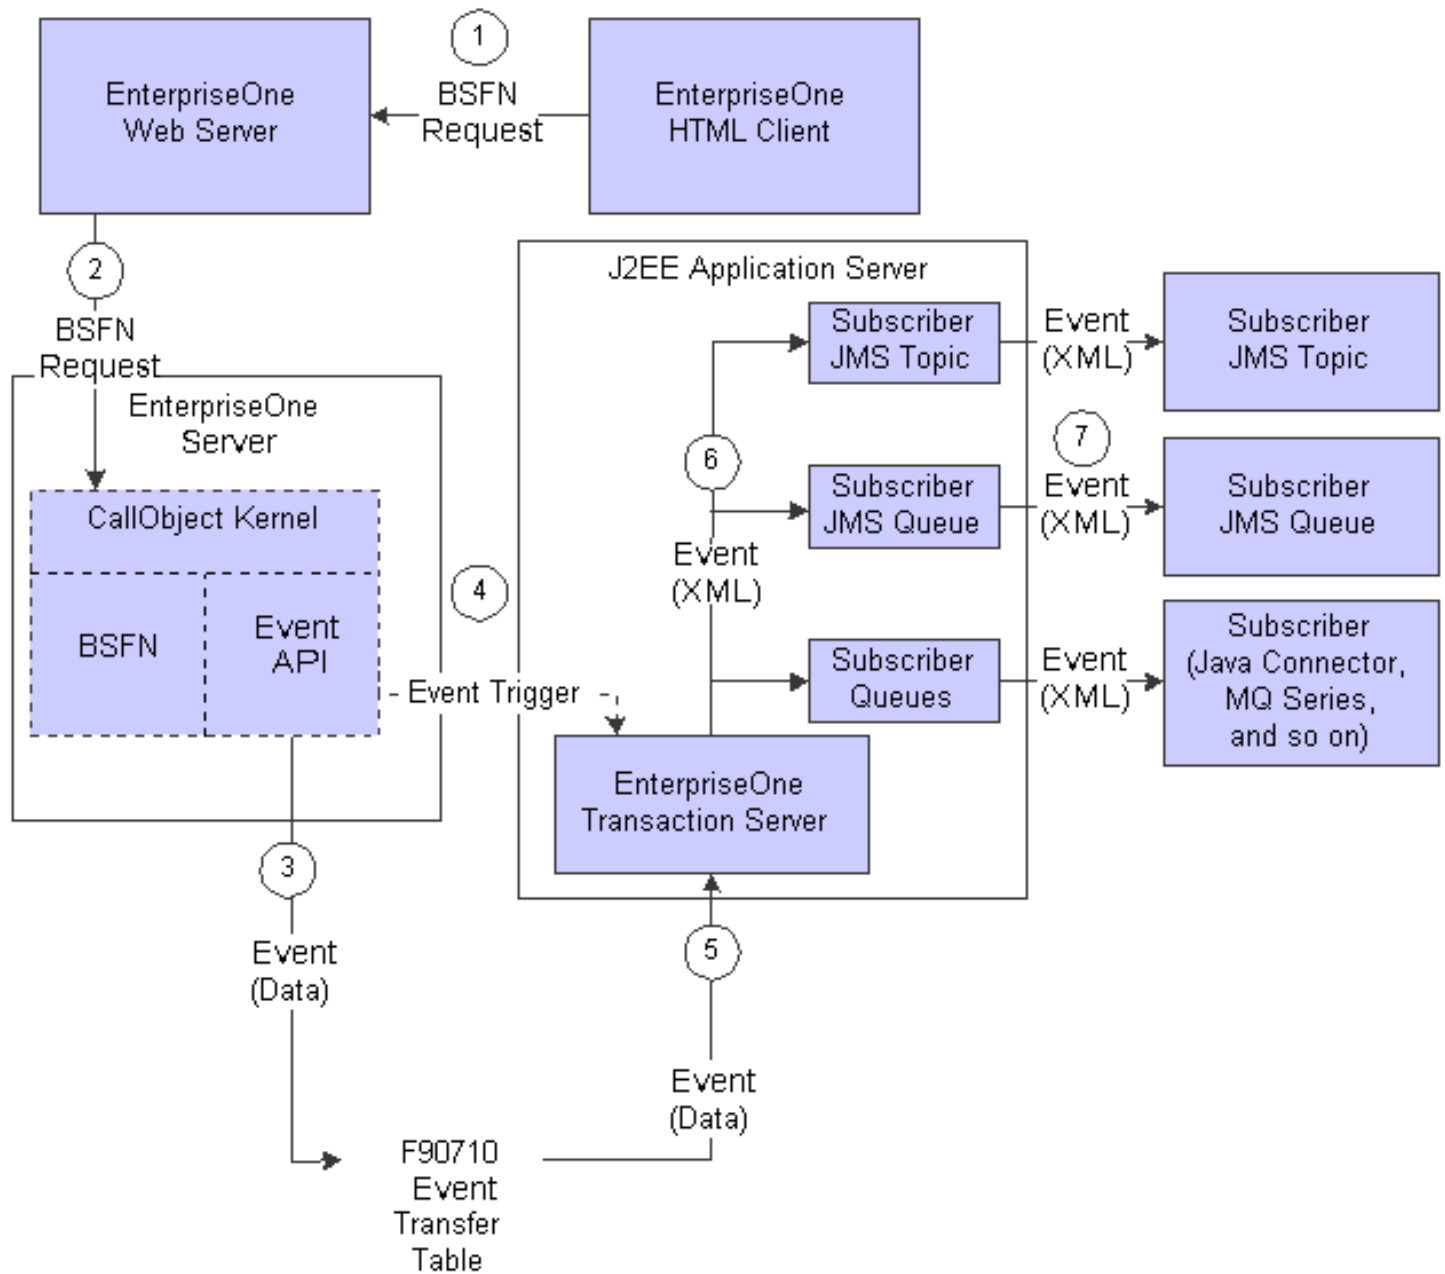 1
EnterpriseOne
Web Server
BSFN
Request
EnterpriseOne
HTML Client
2
BSFN
Request
EnterpriseOne
Server
CallObject Kernel
BSFN
Event
API
3
Event
(Data)
F90710
Event
Transfer
Table
4
Event Trigger
J2EE Application Server
EnterpriseOne
Transaction Server
5
Event
(Data)
6
Event
(XML)
Subscriber
JMS Topic
Subscriber
JMS Queue
Subscriber
Queues
7
Event
(XML)
Subscriber
JMS Topic
Event
(XML)
Subscriber
JMS Queue
Event
(XML)
Subscriber
(Java Connector,
MQ Series,
and so on)